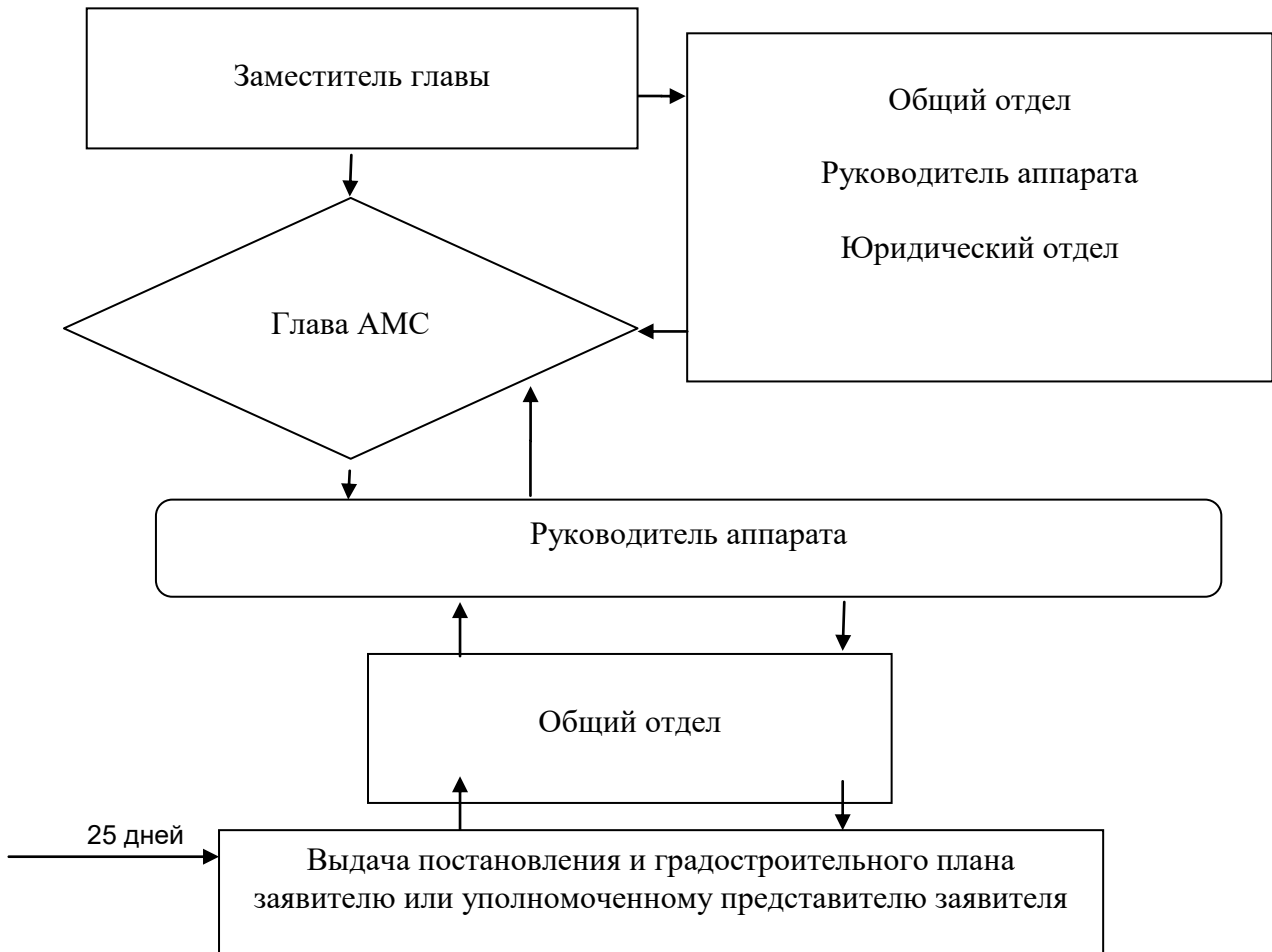 Заместитель главы
Общий отдел
Руководитель аппарата
Юридический отдел
Глава АМС
Руководитель аппарата
Общий отдел
25 дней
Выдача постановления и градостроительного плана
заявителю или уполномоченному представителю заявителя